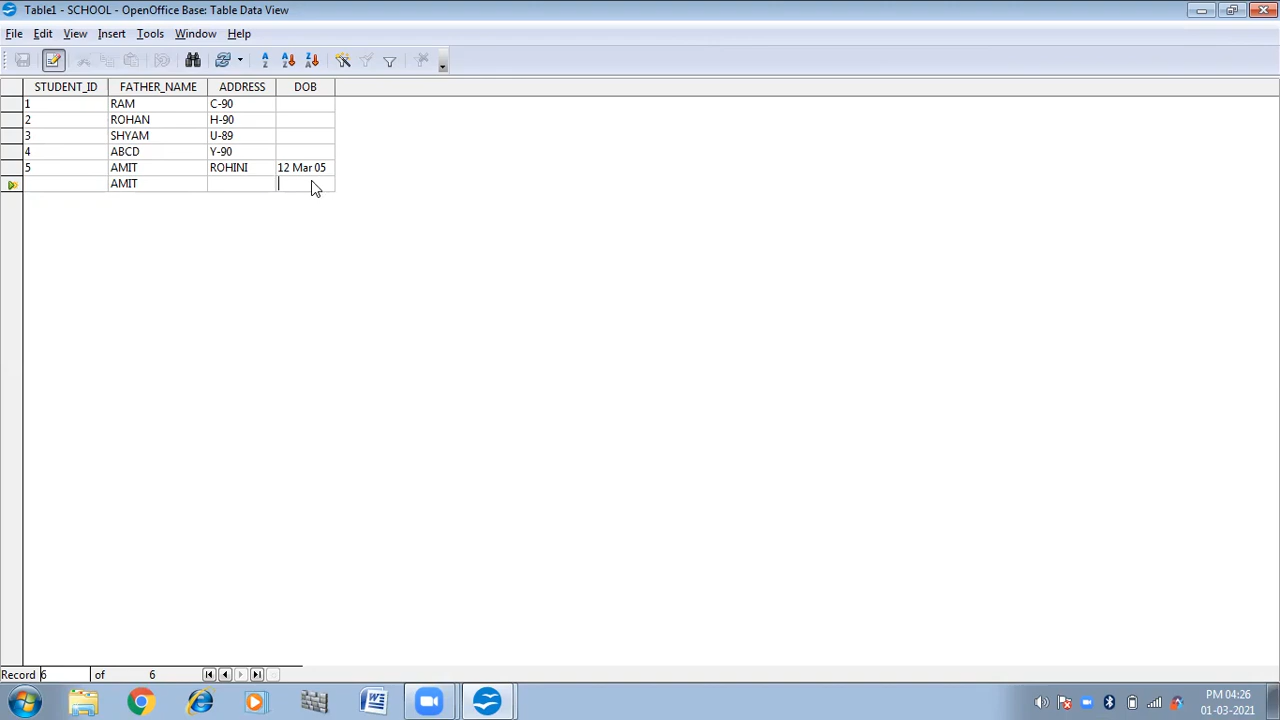 Table1 - SCHOOL - OpenOffice Base: Table Data View
File Edit View Insert Tools Window Help
STUDENT_ID FATHER_NAME ADDRESS DOB
1 RAM C-90
2 ROHAN H-90
3 SHYAM U-89
4 ABCD Y-90
5 AMIT ROHINI 12 Mar 05
AMIT
Record 6 of 6
PM 04:26
01-03-2021